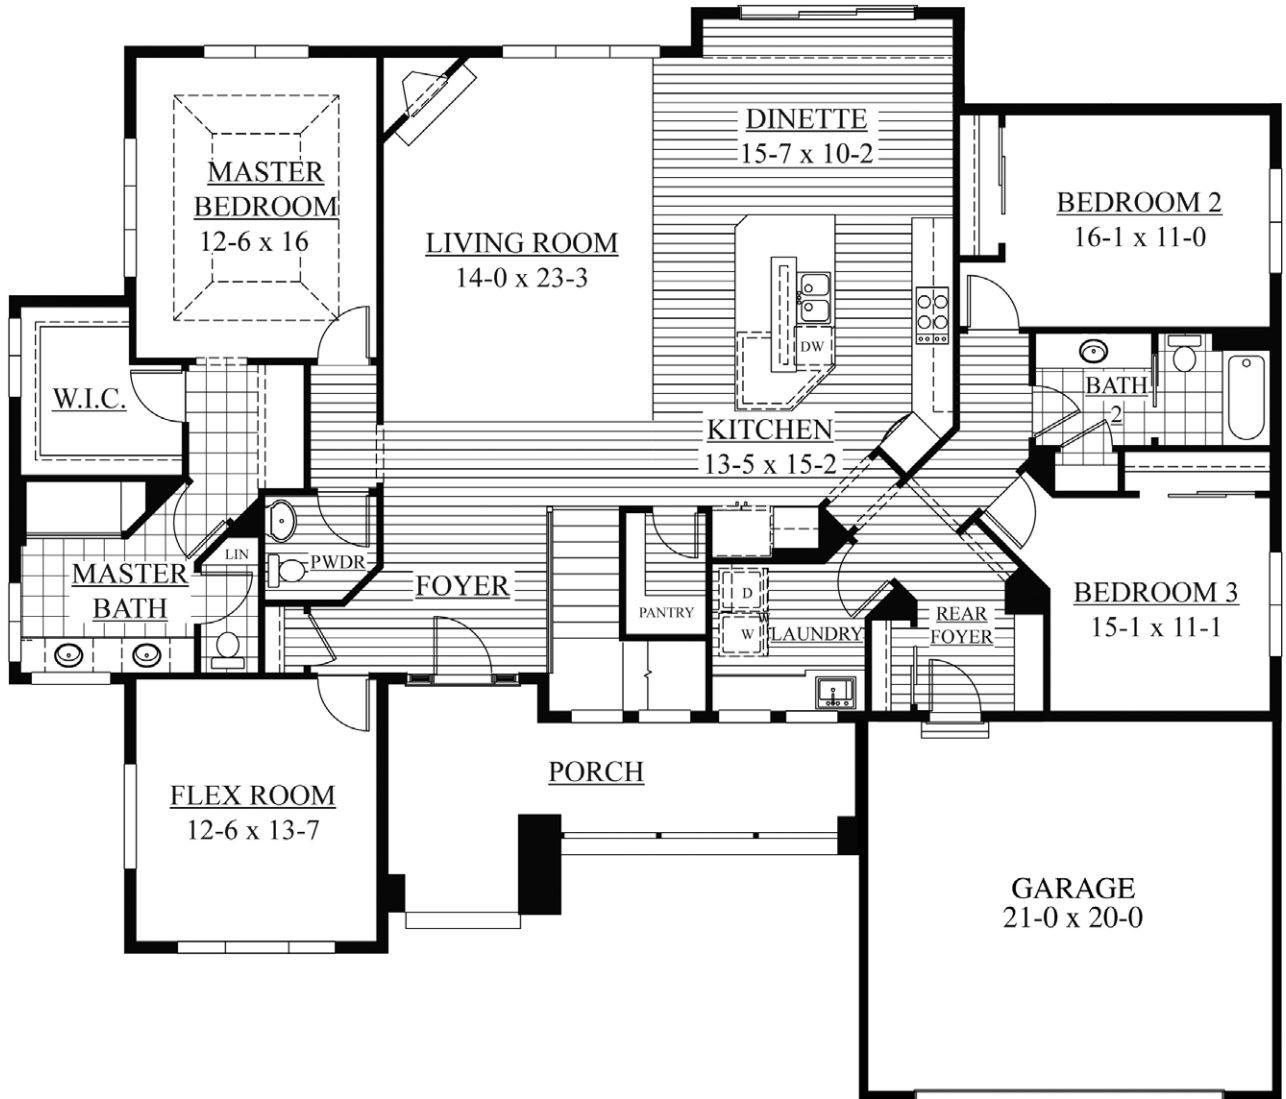 DINETTE
15-7 x 10-2
MASTER
BEDROOM
12-6 x 16
BEDROOM 2
16-1 x 11-0
LIVING ROOM
14-0 x 23-3
DW
W.I.C.
BATH
2
KITCHEN
13-5 x 15-2
LIN
PWDR
MASTER
BATH
FOYER
D
W
PANTRY
LAUNDRY
W
REAR
FOYER
BEDROOM 3
15-1 x 11-1
PORCH
FLEX ROOM
12-6 x 13-7
GARAGE
21-0 x 20-0